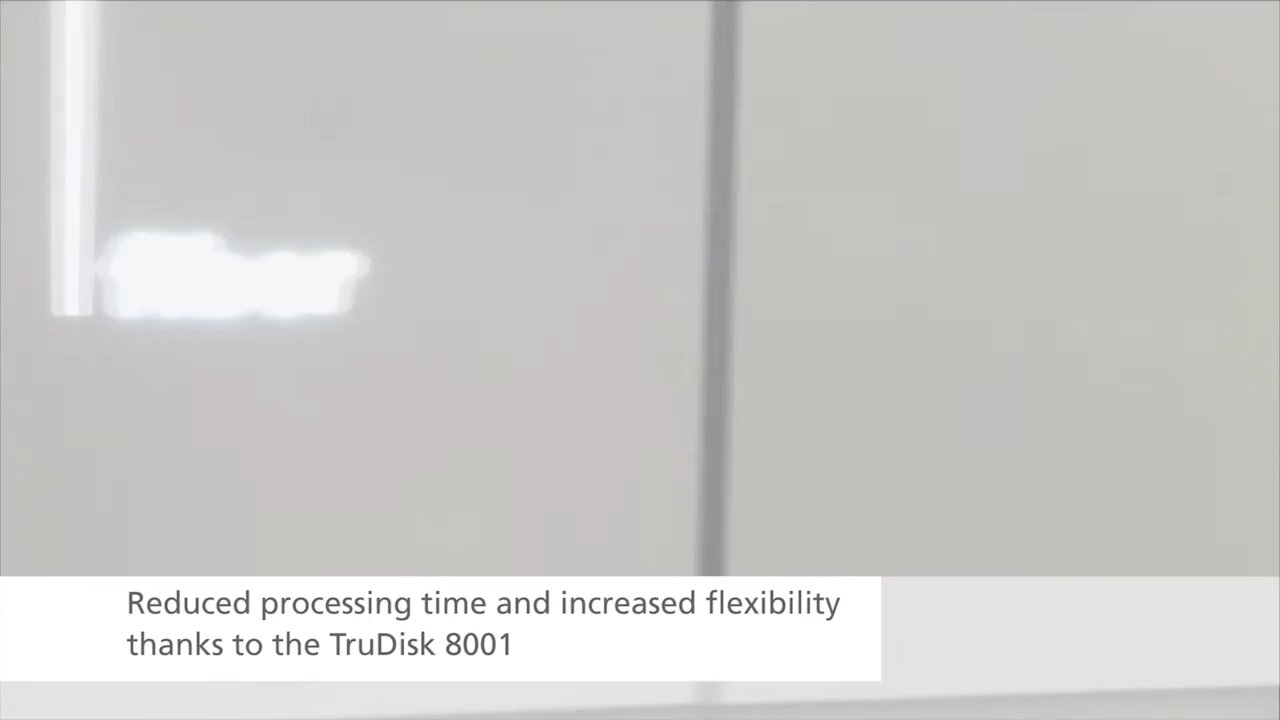 Reduced processing time and increased flexibility
thanks to the TruDisk 8001